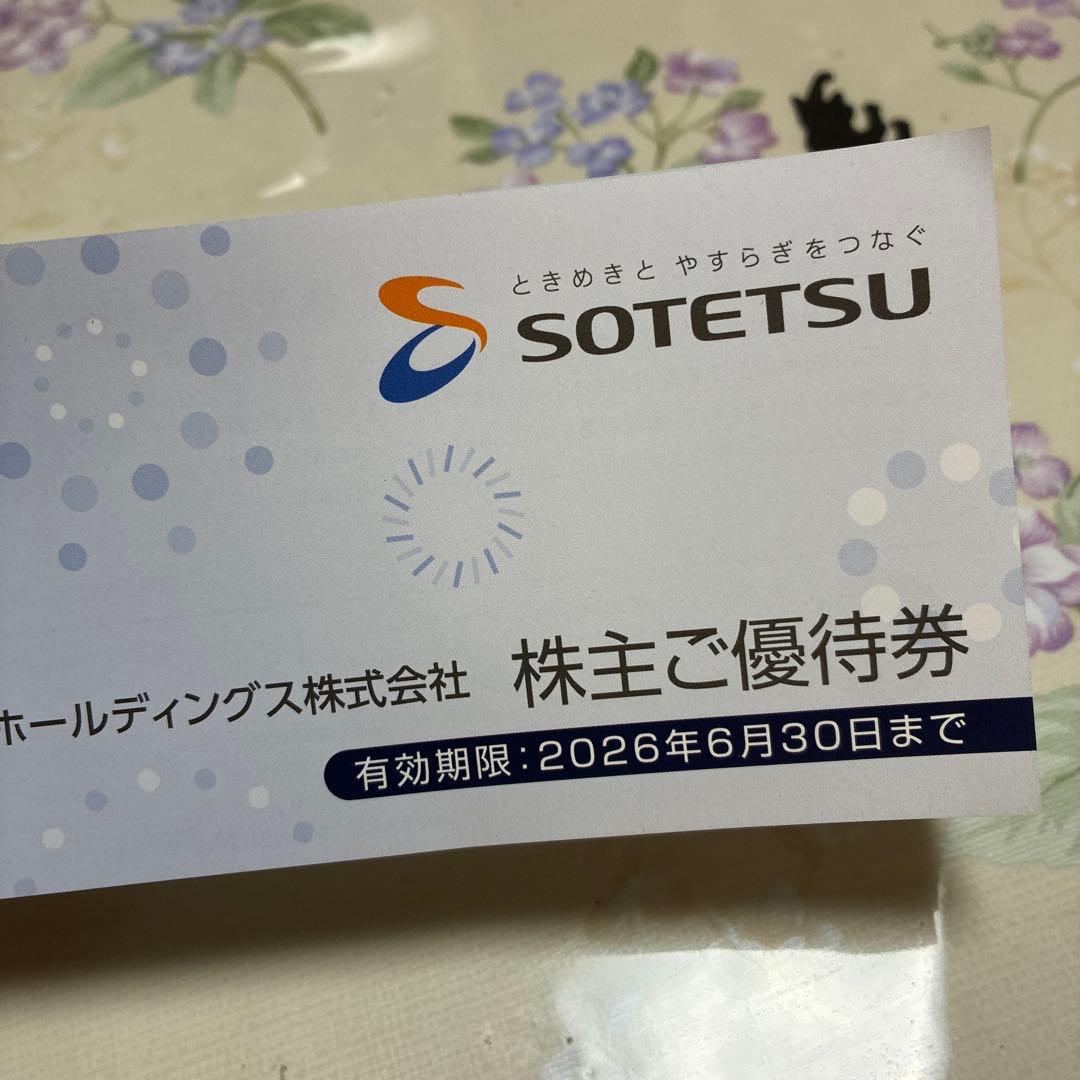 ときめきと やすらぎをつなぐ
SOTETSU
ホールディングス株式会社 株主ご優待券
有効期限:2026年6月30日まで